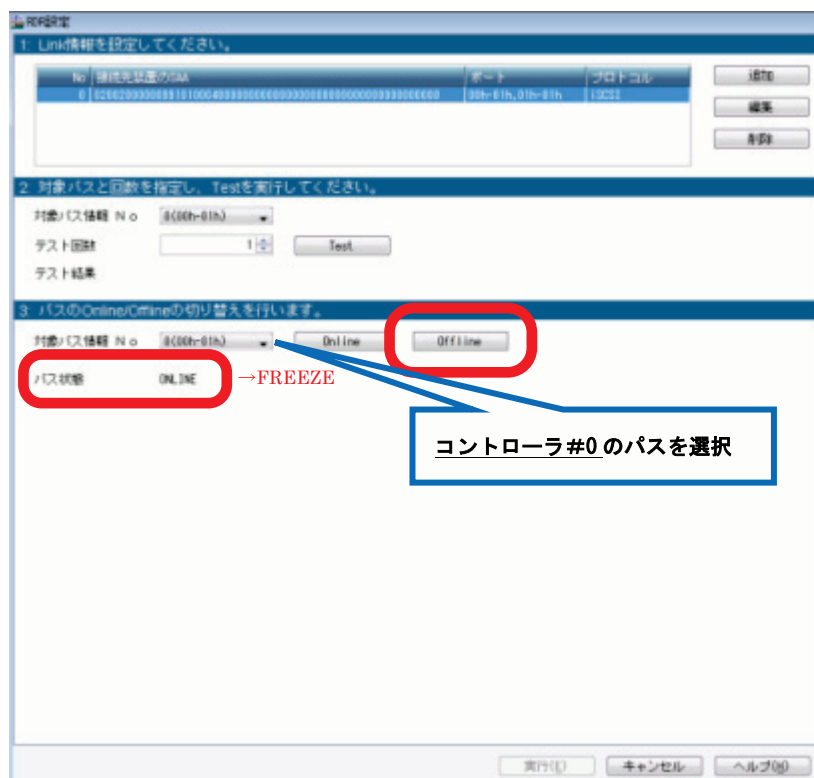 RDR設定
1: Link情報を設定してください。
No 接続先装置のSAA ポート プロトコル
0 00h-01h,01h-01h iSCSI
追加
編集
削除
2: 対象パスと回数を指定し、Testを実行してください。
対象パス情報 No 0(00h-01h)
テスト回数 1 Test
テスト結果
3: パスのOnline/Offlineの切り替えを行います。
対象パス情報 No 0(00h-01h) Online Offline
パス状態 ONLINE →FREEZE
コントローラ#0 のパスを選択
実行(E) キャンセル ヘルプ(H)